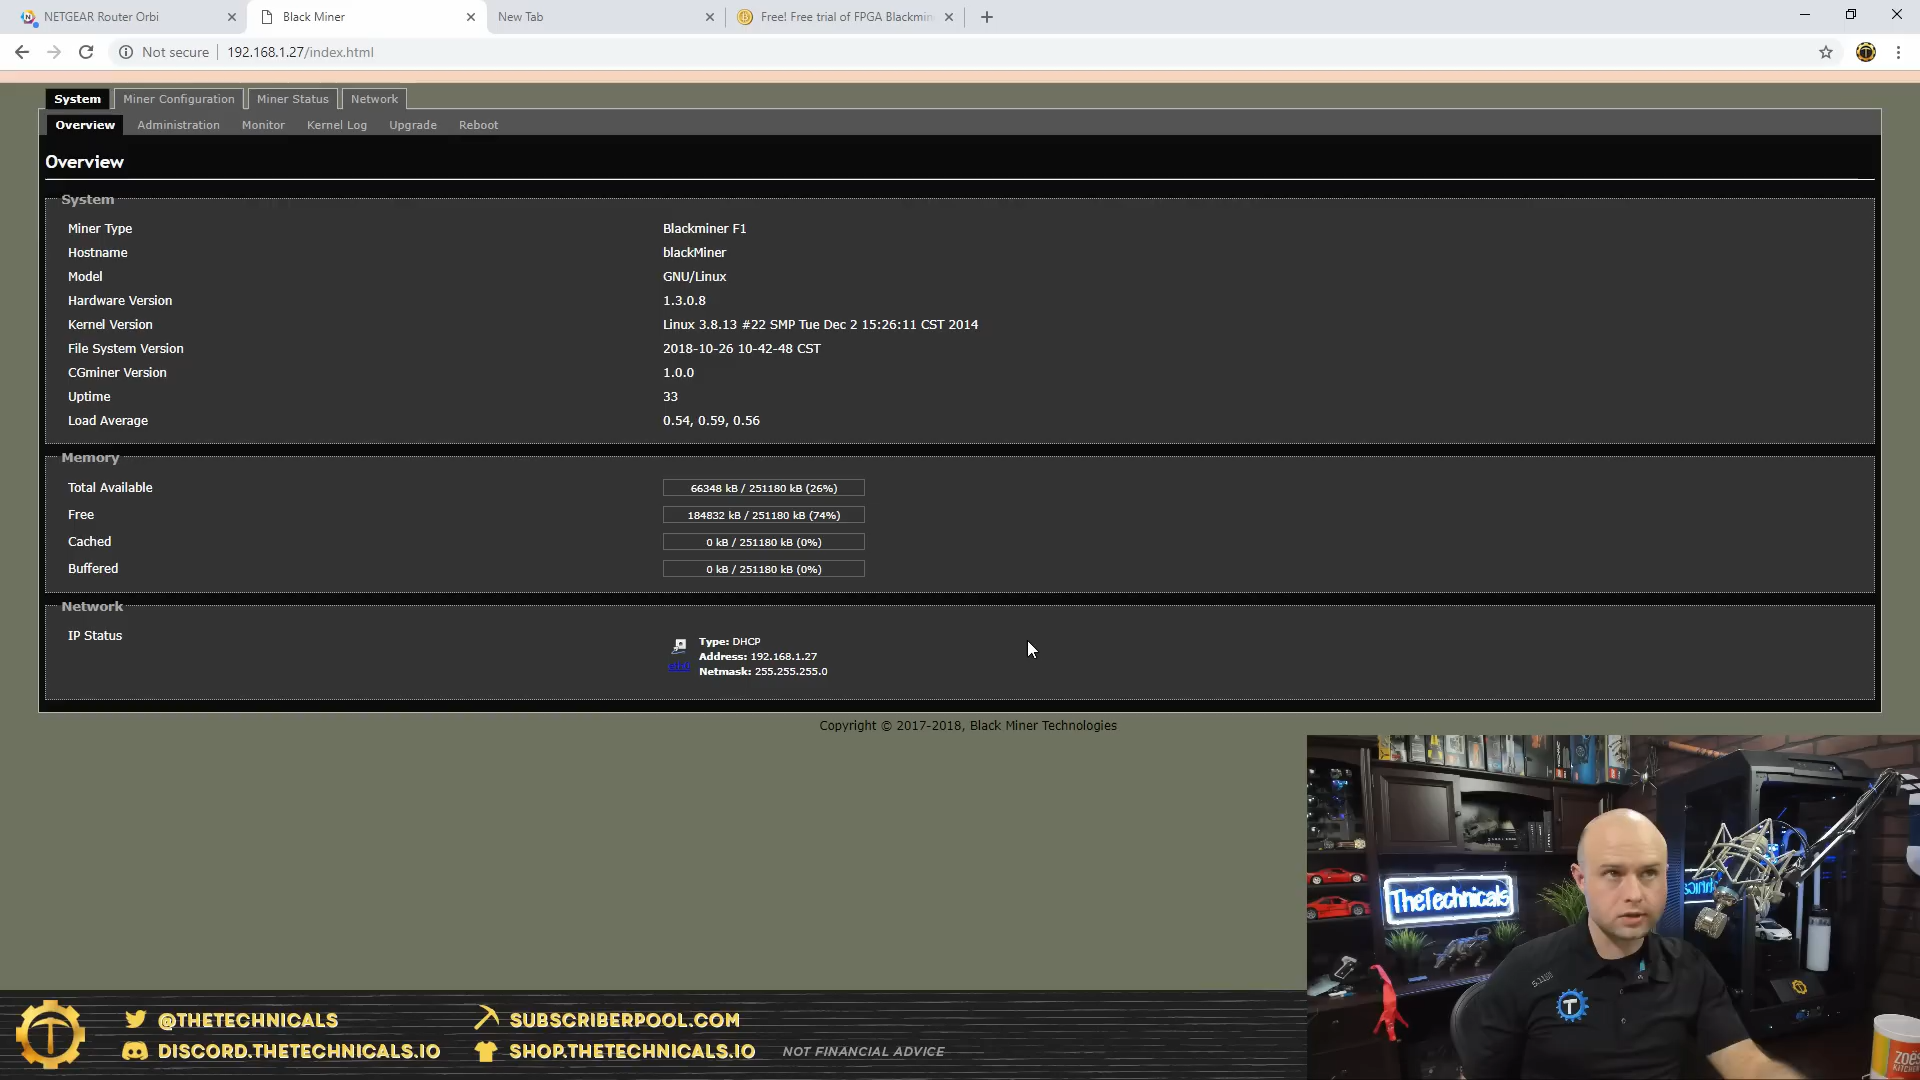 NETGEAR Router Orbi
Black Miner
New Tab
Free! Free trial of FPGA Blackmin
Not secure
192.168.1.27/index.html
System
Miner Configuration
Miner Status
Network
Overview
Administration
Monitor
Kernel Log
Upgrade
Reboot
Overview
System
Miner Type
Blackminer F1
Hostname
blackMiner
Model
GNU/Linux
Hardware Version
1.3.0.8
Kernel Version
Linux 3.8.13 #22 SMP Tue Dec 2 15:26:11 CST 2014
File System Version
2018-10-26 10-42-48 CST
CGminer Version
1.0.0
Uptime
33
Load Average
0.54, 0.59, 0.56
Memory
Total Available
66348 kB / 251180 kB (26%)
Free
184832 kB / 251180 kB (74%)
Cached
0 kB / 251180 kB (0%)
Buffered
0 kB / 251180 kB (0%)
Network
IP Status
Type: DHCP
Address: 192.168.1.27
Netmask: 255.255.255.0
Copyright © 2017-2018, Black Miner Technologies
TheTechnicals
@THETECHNICALS
SUBSCRIBERPOOL.COM
DISCORD.THETECHNICALS.IO
SHOP.THETECHNICALS.IO
NOT FINANCIAL ADVICE
ZOËS
KITCHEN